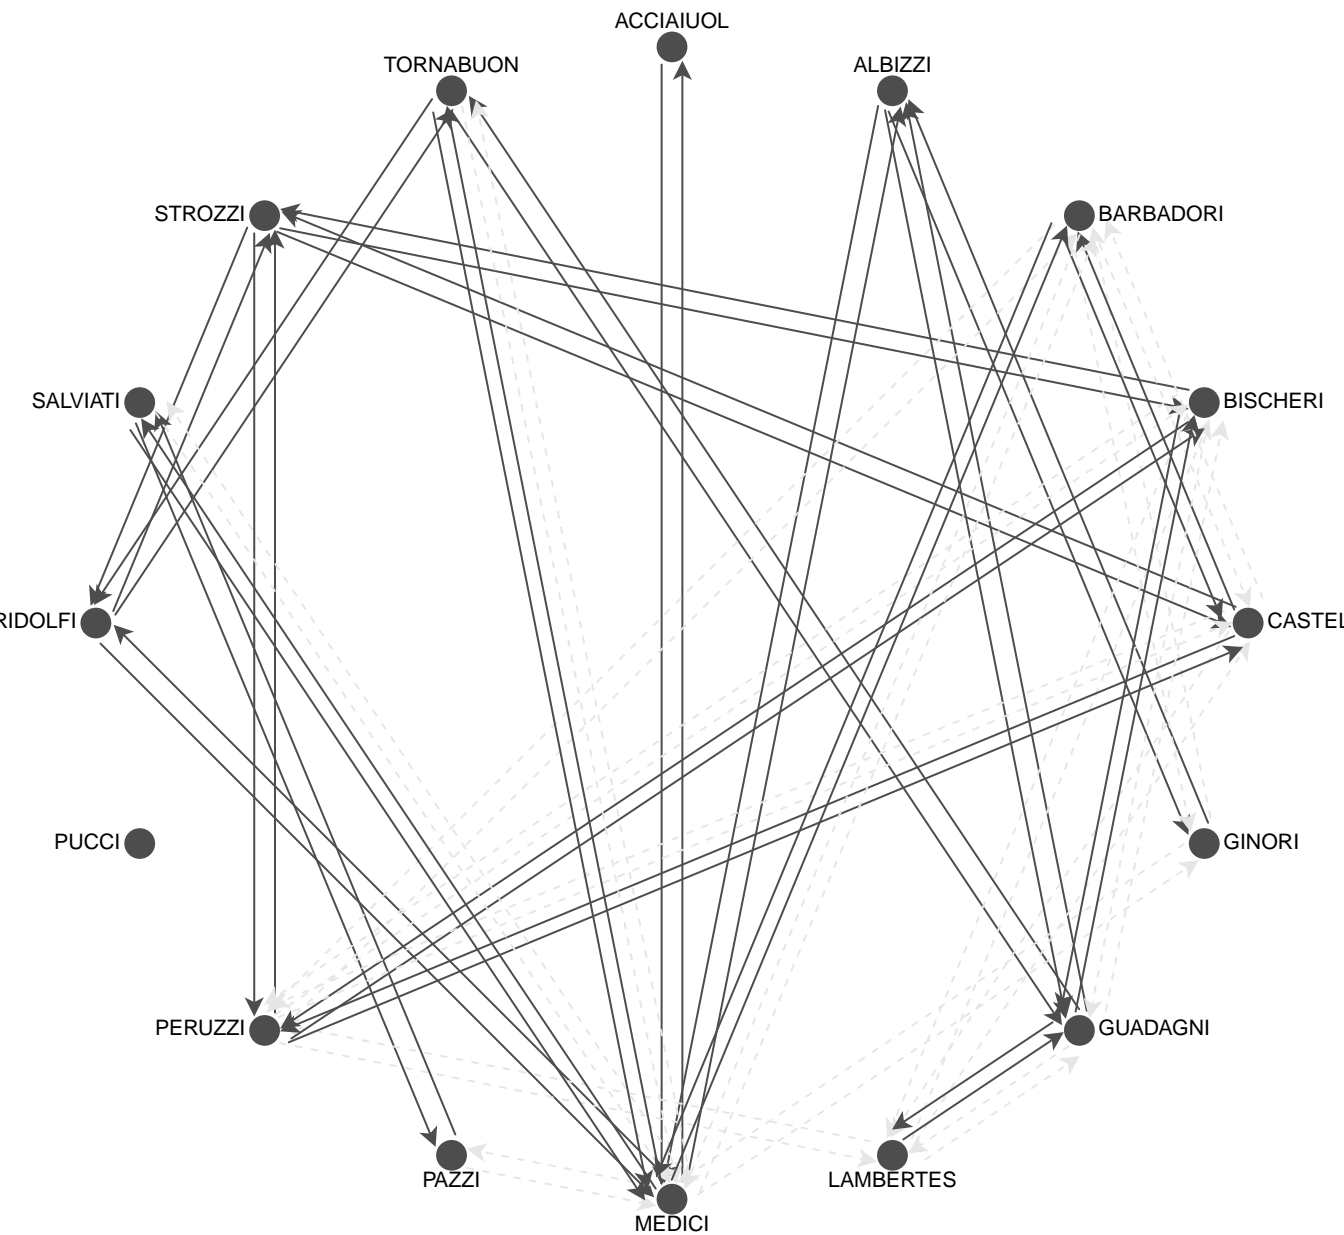 ACCIAIUOL
TORNABUON
ALBIZZI
STROZZI
BARBADORI
SALVIATI
BISCHERI
RIDOLFI
CASTEL
PUCCI
GINORI
PERUZZI
GUADAGNI
PAZZI
LAMBERTES
MEDICI